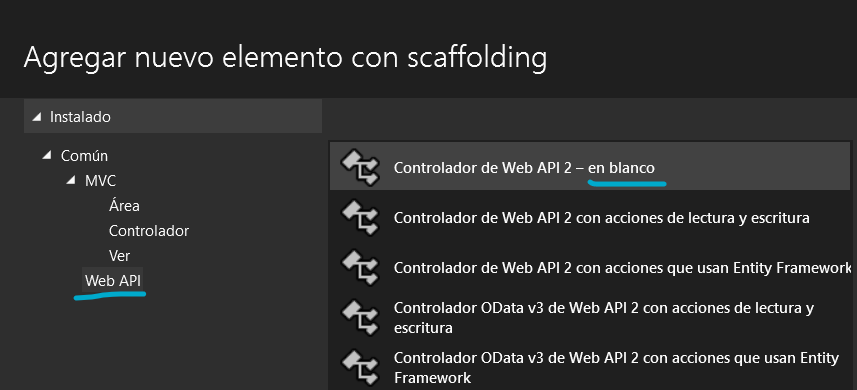 Agregar nuevo elemento con scaffolding
Instalado
Común
MVC
Área
Controlador
Ver
Web API
Controlador de Web API 2 – en blanco
Controlador de Web API 2 con acciones de lectura y escritura
Controlador de Web API 2 con acciones que usan Entity Framework
Controlador OData v3 de Web API 2 con acciones de lectura y
escritura
Controlador OData v3 de Web API 2 con acciones que usan Entity
Framework